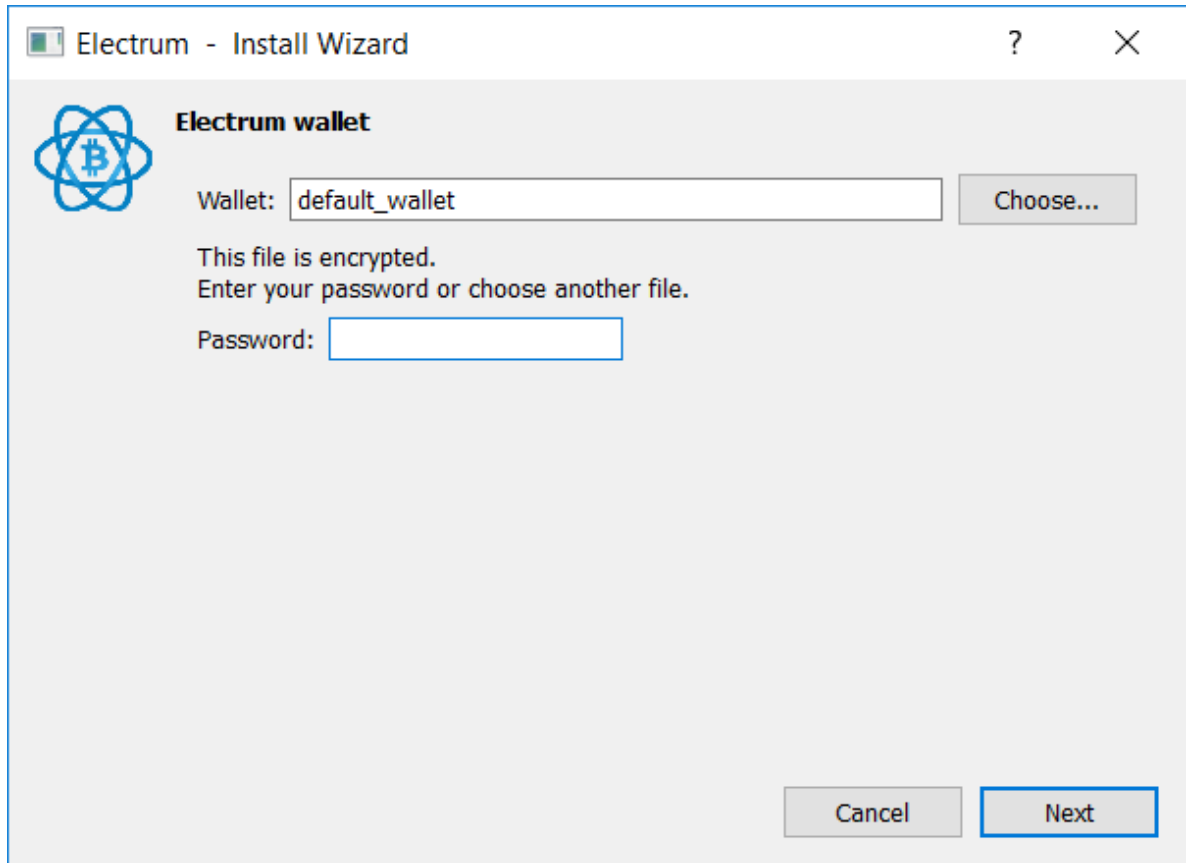 Electrum  -  Install Wizard
?
Electrum wallet
Wallet: default_wallet Choose...
This file is encrypted.
Enter your password or choose another file.
Password:
Cancel Next